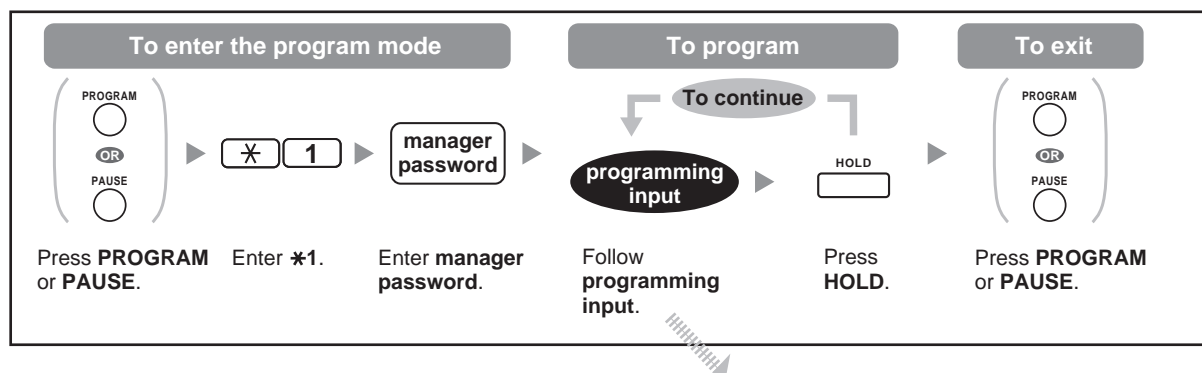 To enter the program mode
To program
To exit
To continue
PROGRAM
OR
PAUSE
✳ 1
manager
password
programming
input
HOLD
PROGRAM
OR
PAUSE
Press PROGRAM
or PAUSE.
Enter ✳1.
Enter manager
password.
Follow
programming
input.
Press
HOLD.
Press PROGRAM
or PAUSE.